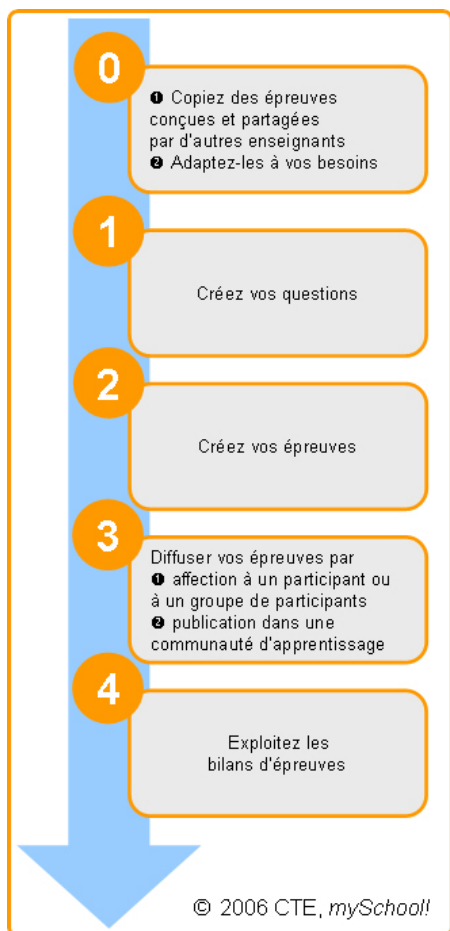 0
❶ Copiez des épreuves
conçues et partagées
par d'autres enseignants
❷ Adaptez-les à vos besoins
1
Créez vos questions
2
Créez vos épreuves
3
Diffuser vos épreuves par
❶ affection à un participant ou
à un groupe de participants
❷ publication dans une
communauté d'apprentissage
4
Exploitez les
bilans d'épreuves
© 2006 CTE, mySchool!